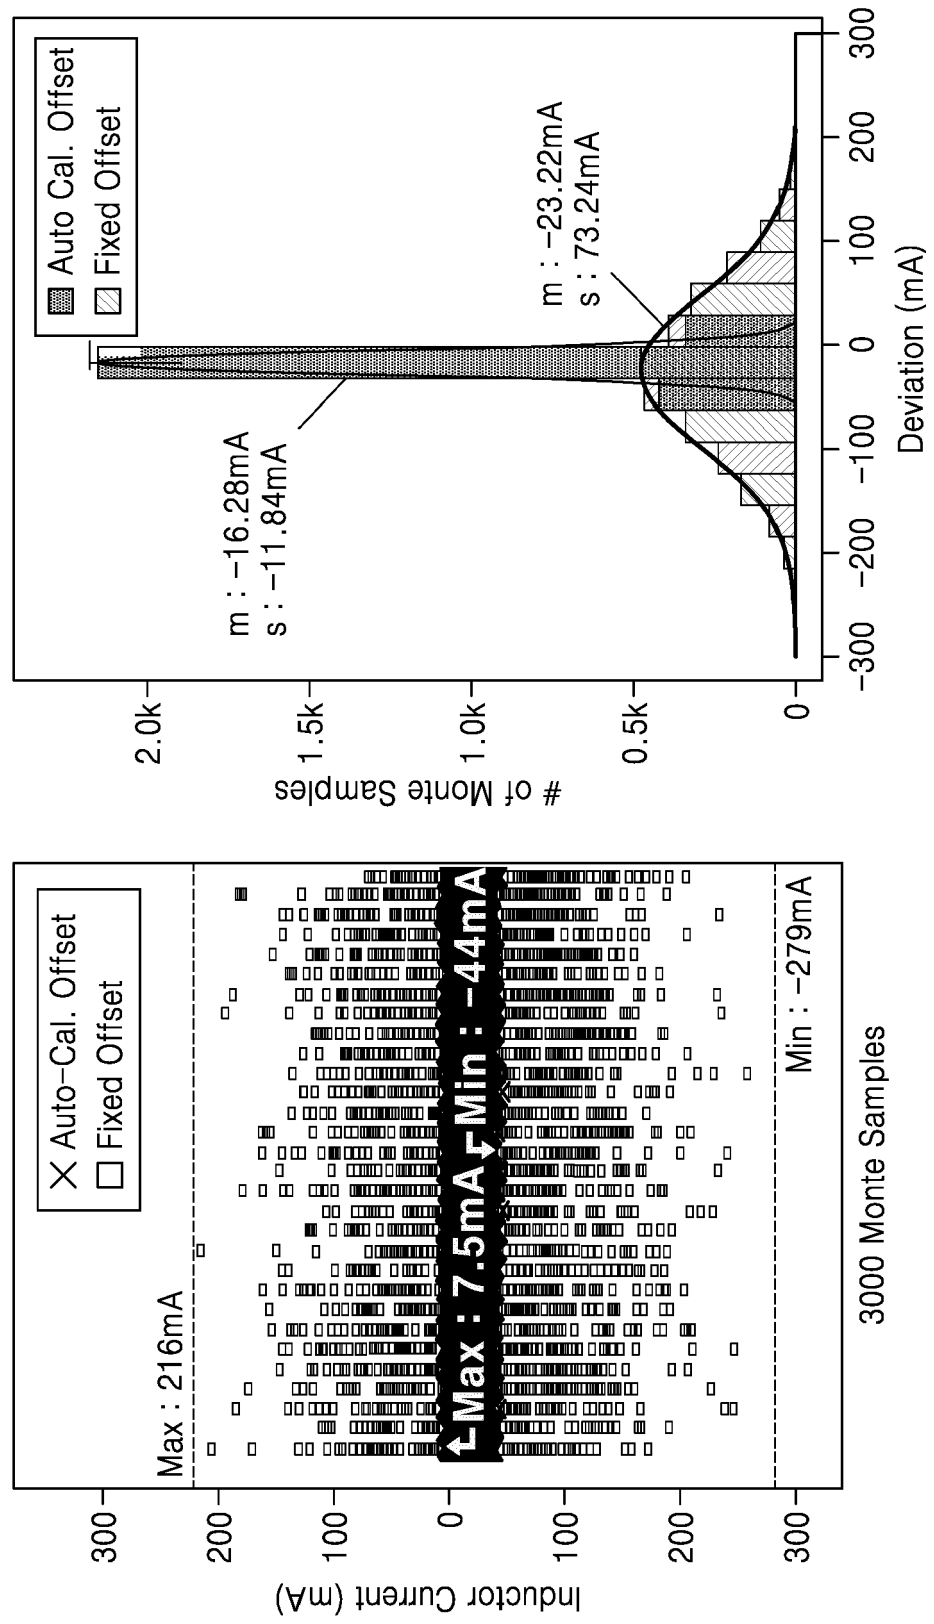 Inductor Current (mA)
300
200
100
0
100
200
300
Max : 216mA
Auto-Cal. Offset
Fixed Offset
Max : 7.5mA
Min : -44mA
Min : -279mA
3000 Monte Samples
# of Monte Samples
2.0k
1.5k
1.0k
0.5k
0
Auto Cal. Offset
Fixed Offset
m : -16.28mA
s : -11.84mA
m : -23.22mA
s : 73.24mA
-300
-200
-100
0
100
200
300
Deviation (mA)